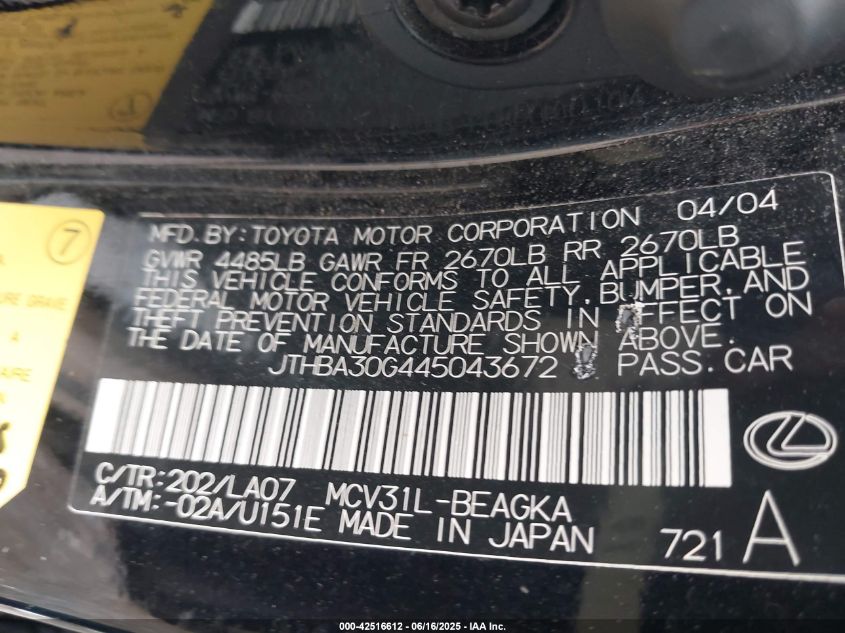 7
MFD.BY:TOYOTA MOTOR CORPORATION 04/04
GVWR 4485LB GAWR FR 2670LB RR 2670LB
THIS VEHICLE CONFORMS TO ALL APPLICABLE
FEDERAL MOTOR VEHICLE SAFETY,BUMPER,AND
THEFT PREVENTION STANDARDS IN EFFECT ON
THE DATE OF MANUFACTURE SHOWN ABOVE.
JTHBA30G445043672 PASS.CAR
C/TR:202/LA07 MCV31L-BEAGKA
A/TM:-02A/U151E MADE IN JAPAN 721 A
000-42516612 - 06/16/2025 - IAA Inc.